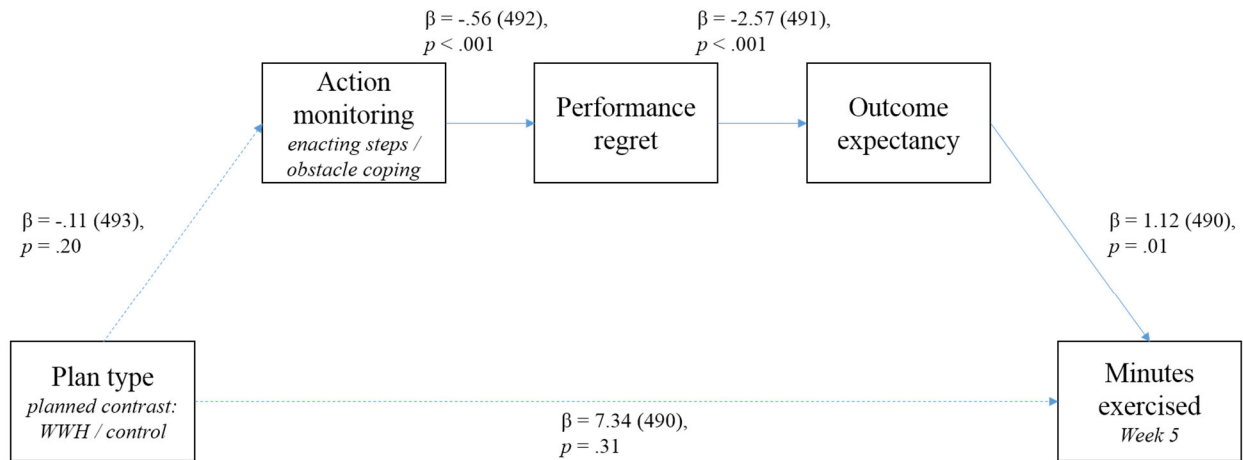 β = -.56 (492),
p < .001
β = -2.57 (491),
p < .001
Action
monitoring
enacting steps /
obstacle coping
Performance
regret
Outcome
expectancy
β = -.11 (493),
p = .20
β = 1.12 (490),
p = .01
Plan type
planned contrast:
WWH / control
β = 7.34 (490),
p = .31
Minutes
exercised
Week 5